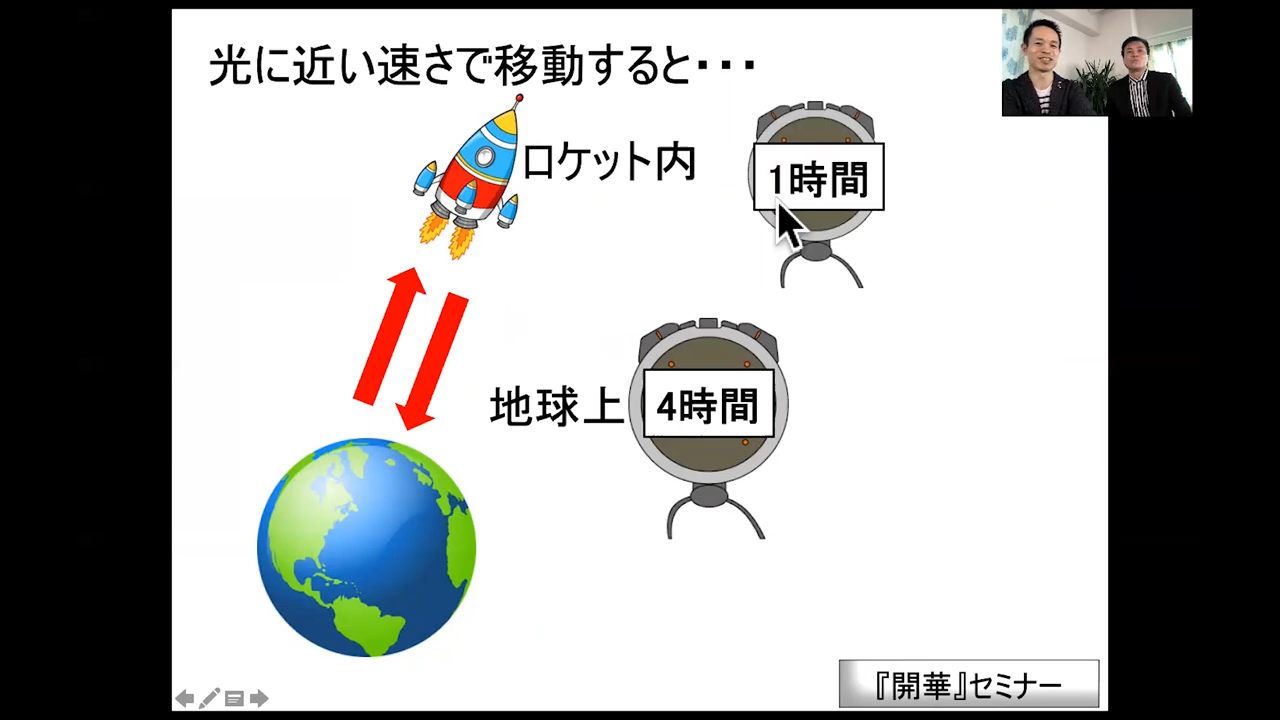 光に近い速さで移動すると・・・
ロケット内
1時間
地球上
4時間
『開華』セミナー